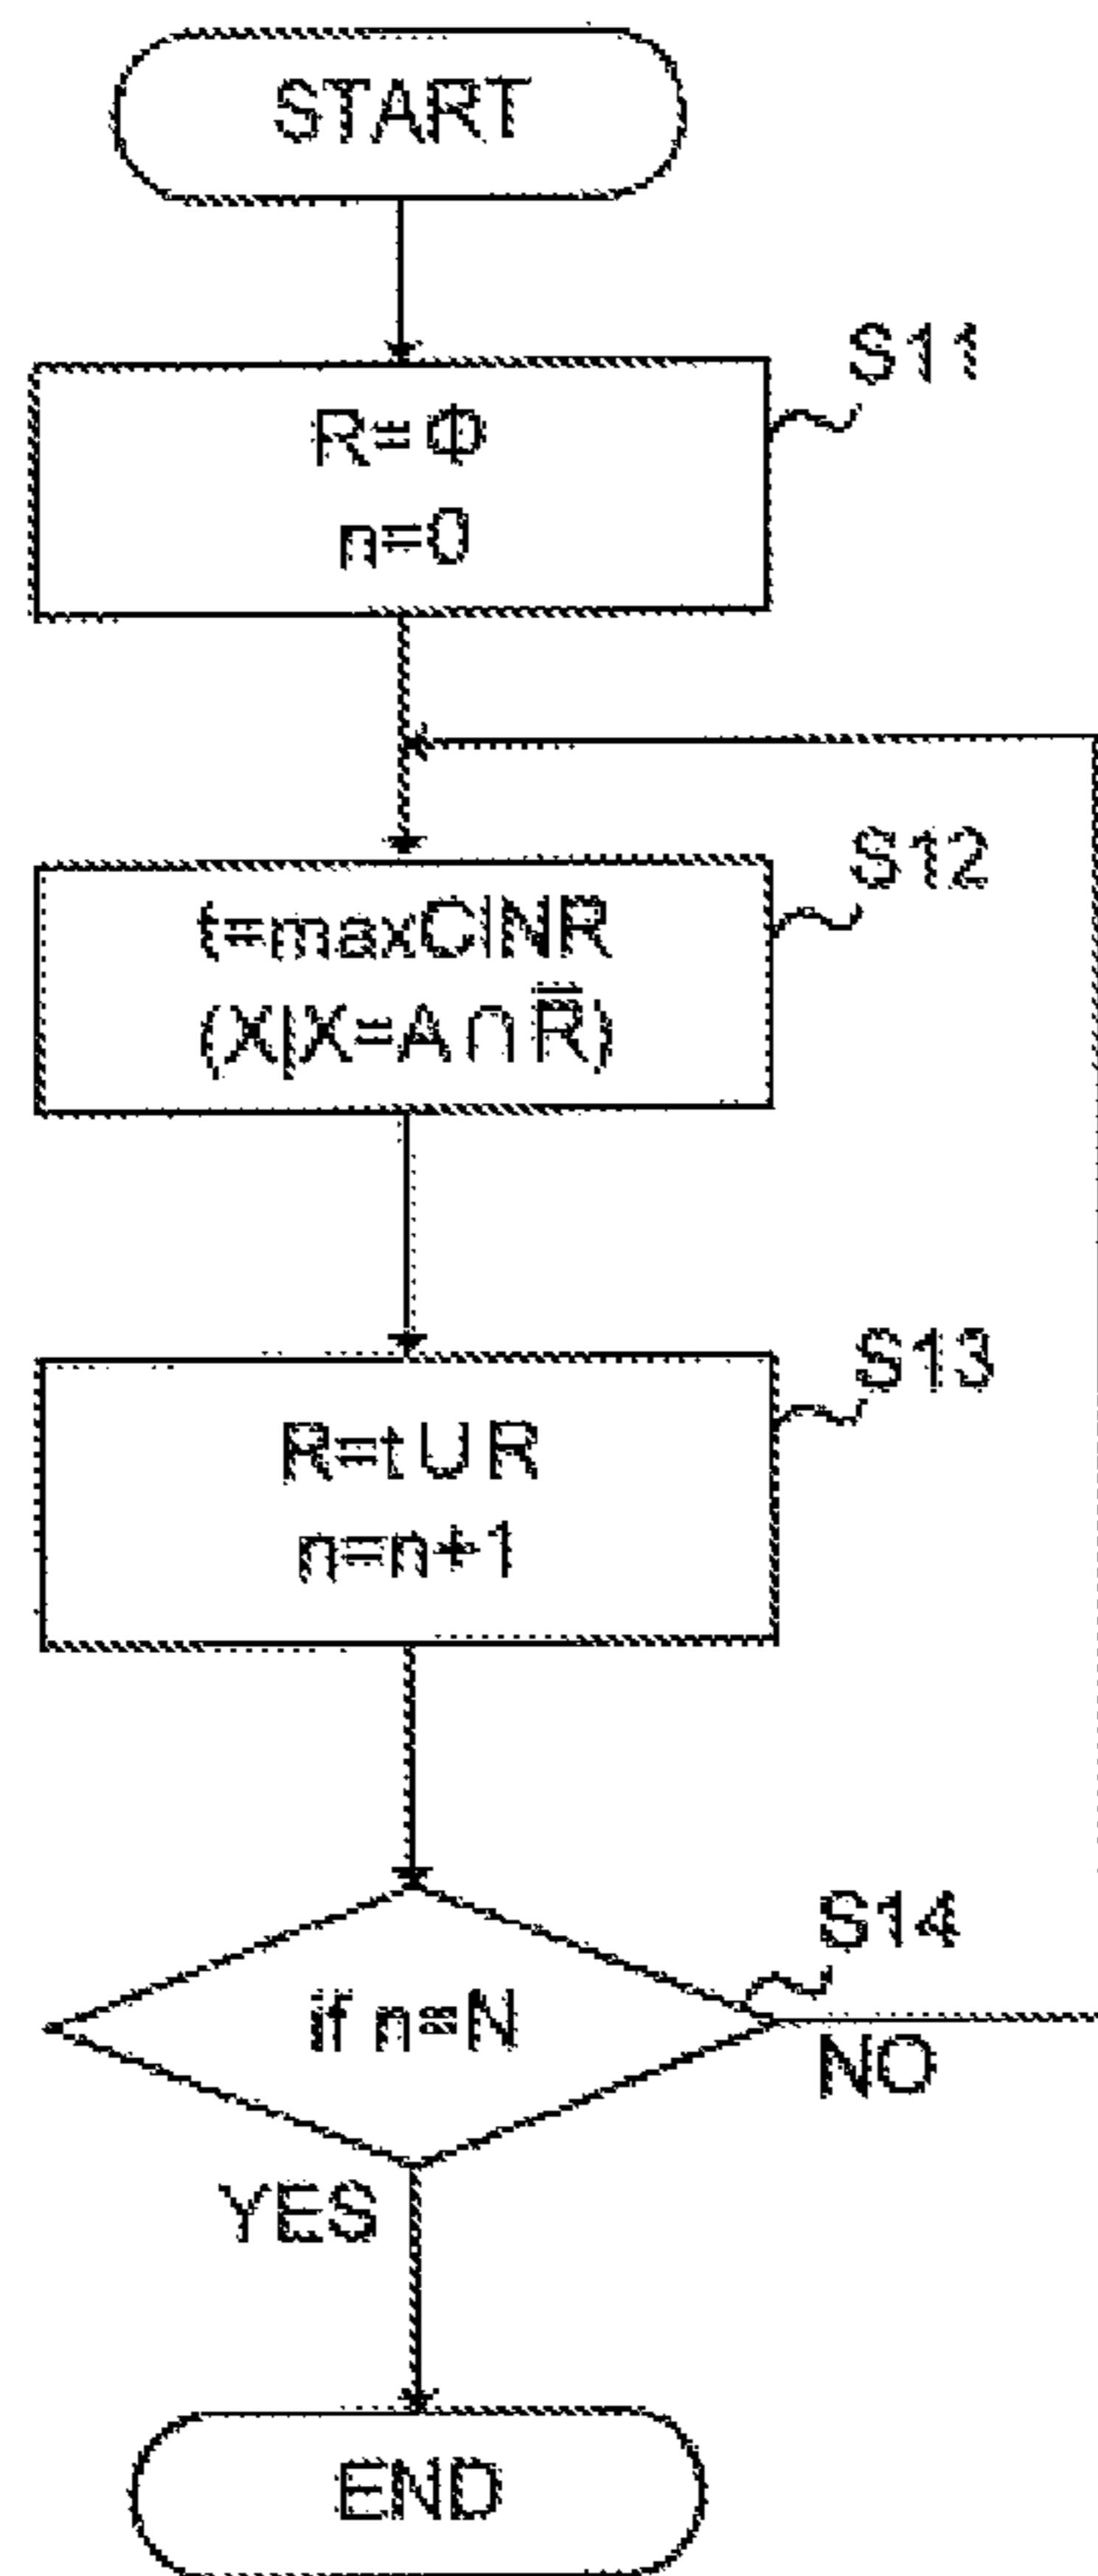 START
S11
R=Φ
n=0
S12
t=maxCINR
(X|X=A∩R̅)
S13
R=t∪R
n=n+1
S14
if n=N
NO
YES
END